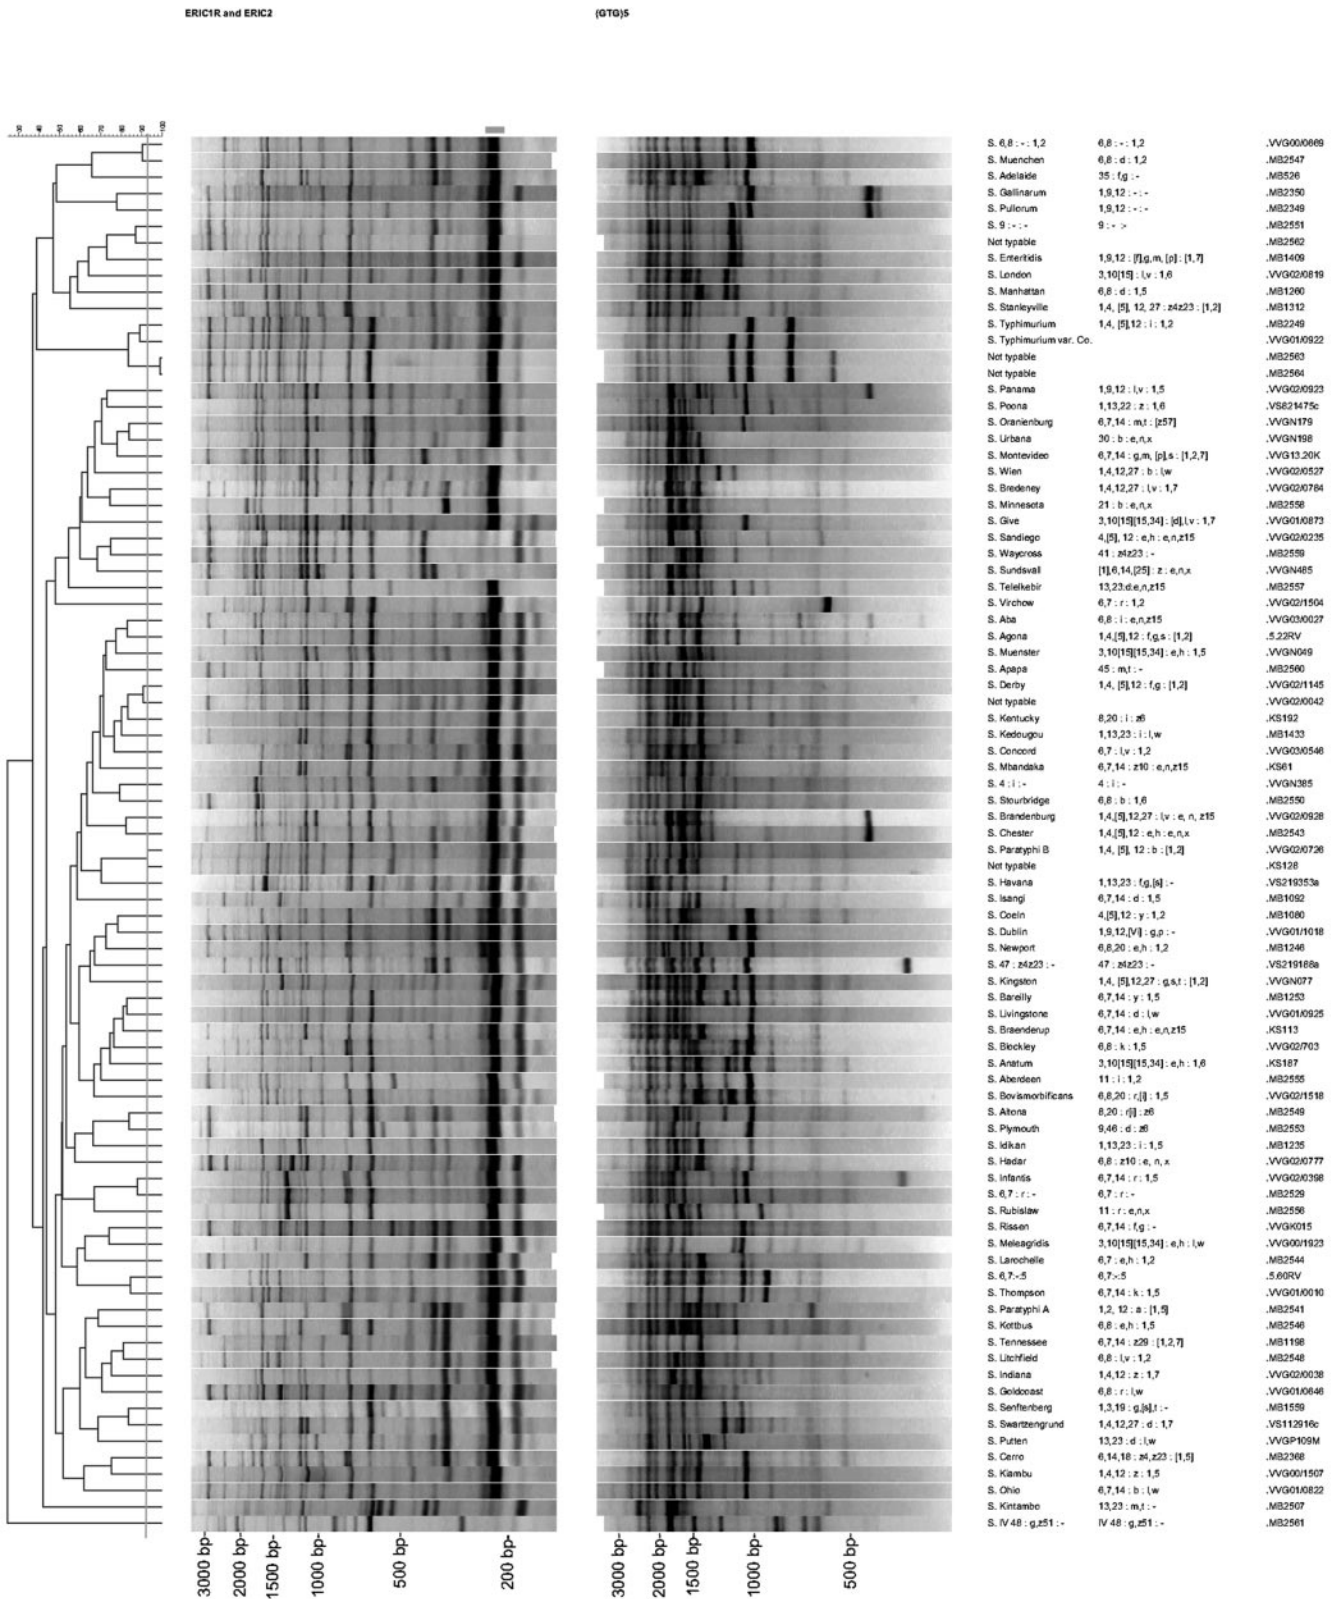 ERIC1R and ERIC2 (GTG)5
30 40 50 60 70 80 90 100
S. 6,8 : - : 1,2 6,8 : - : 1,2 .VVG00/0669
S. Muenchen 6,8 : d : 1,2 .MB2547
S. Adelaide 35 : f,g : - .MB526
S. Gallinarum 1,9,12 : - : - .MB2350
S. Pullorum 1,9,12 : - : - .MB2349
S. 9 : - : - 9 : - :- .MB2551
Not typable .MB2562
S. Enteritidis 1,9,12 : [f],g,m, [p] : [1,7] .MB1409
S. London 3,10[15] : l,v : 1,6 .VVG02/0819
S. Manhattan 6,8 : d : 1,5 .MB1260
S. Stanleyville 1,4, [5], 12, 27 : z4z23 : [1,2] .MB1312
S. Typhimurium 1,4, [5],12 : i : 1,2 .MB2249
S. Typhimurium var. Co. .VVG01/0922
Not typable .MB2563
Not typable .MB2564
S. Panama 1,9,12 : l,v : 1,5 .VVG02/0923
S. Poona 1,13,22 : z : 1,6 .VS621475c
S. Oranienburg 6,7,14 : m,t : [z57] .VVGN179
S. Urbana 30 : b : e,n,x .VVGN198
S. Montevideo 6,7,14 : g,m, [p],s : [1,2,7] .VVG13.20K
S. Wien 1,4,12,27 : b : l,w .VVG02/0527
S. Bredeney 1,4,12,27 : l,v : 1,7 .VVG02/0784
S. Minnesota 21 : b : e,n,x .MB2558
S. Give 3,10[15][15,34] : [d],l,v : 1,7 .VVG01/0873
S. Sandiego 4,[5], 12 : e,h : e,n,z15 .VVG02/0235
S. Waycross 41 : z4z23 : - .MB2559
S. Sundsvall [1],6,14,[25] : z : e,n,x .VVGN485
S. Telelkebir 13,23:d:e,n,z15 .MB2557
S. Virchow 6,7 : r : 1,2 .VVG02/1504
S. Aba 6,8 : i : e,n,z15 .VVG03/0027
S. Agona 1,4,[5],12 : f,g,s : [1,2] .5.22RV
S. Muenster 3,10[15][15,34] : e,h : 1,5 .VVGN049
S. Apapa 45 : m,t : - .MB2560
S. Derby 1,4, [5],12 : f,g : [1,2] .VVG02/1145
Not typable .VVG02/0042
S. Kentucky 8,20 : i : z6 .KS192
S. Kedougou 1,13,23 : i : l,w .MB1433
S. Concord 6,7 : l,v : 1,2 .VVG03/0546
S. Mbandaka 6,7,14 : z10 : e,n,z15 .KS61
S. 4 : i : - 4 : i : - .VVGN385
S. Stourbridge 6,8 : b : 1,6 .MB2550
S. Brandenburg 1,4,[5],12,27 : l,v : e, n, z15 .VVG02/0928
S. Chester 1,4,[5],12 : e,h : e,n,x .MB2543
S. Paratyphi B 1,4, [5], 12 : b : [1,2] .VVG02/0726
Not typable .KS128
S. Havana 1,13,23 : f,g,[s] : - .VS219353a
S. Isangi 6,7,14 : d : 1,5 .MB1092
S. Coeln 4,[5],12 : y : 1,2 .MB1080
S. Dublin 1,9,12,[Vi] : g,p : - .VVG01/1018
S. Newport 6,8,20 : e,h : 1,2 .MB1246
S. 47 : z4z23 : - 47 : z4z23 : - .VS219188a
S. Kingston 1,4, [5],12,27 : g,s,t : [1,2] .VVGN077
S. Bareilly 6,7,14 : y : 1,5 .MB1253
S. Livingstone 6,7,14 : d : l,w .VVG01/0925
S. Braenderup 6,7,14 : e,h : e,n,z15 .KS113
S. Blockley 6,8 : k : 1,5 .VVG02/703
S. Anatum 3,10[15][15,34] : e,h : 1,6 .KS187
S. Aberdeen 11 : i : 1,2 .MB2555
S. Bovismorbificans 6,8,20 : r,[i] : 1,5 .VVG02/1518
S. Altona 8,20 : r[i] : z6 .MB2549
S. Plymouth 9,46 : d : z6 .MB2553
S. Idikan 1,13,23 : i : 1,5 .MB1235
S. Hadar 6,8 : z10 : e, n, x .VVG02/0777
S. Infantis 6,7,14 : r : 1,5 .VVG02/0398
S. 6,7 : r : - 6,7 : r : - .MB2529
S. Rubislaw 11 : r : e,n,x .MB2556
S. Rissen 6,7,14 : f,g : - .VVGK015
S. Meleagridis 3,10[15][15,34] : e,h : l,w .VVG00/1923
S. Larochelle 6,7 : e,h : 1,2 .MB2544
S. 6,7:-:5 6,7:-:5 .5.60RV
S. Thompson 6,7,14 : k : 1,5 .VVG01/0010
S. Paratyphi A 1,2, 12 : a : [1,5] .MB2541
S. Kottbus 6,8 : e,h : 1,5 .MB2546
S. Tennessee 6,7,14 : z29 : [1,2,7] .MB1198
S. Litchfield 6,8 : l,v : 1,2 .MB2548
S. Indiana 1,4,12 : z : 1,7 .VVG02/0038
S. Goldcoast 6,8 : r : l,w .VVG01/0646
S. Senftenberg 1,3,19 : g,[s],t : - .MB1559
S. Swartzengrund 1,4,12,27 : d : 1,7 .VS112916c
S. Putten 13,23 : d : l,w .VVGP109M
S. Cerro 6,14,18 : z4,z23 : [1,5] .MB2368
S. Kiambu 1,4,12 : z : 1,5 .VVG00/1507
S. Ohio 6,7,14 : b : l,w .VVG01/0822
S. Kintambo 13,23 : m,t : - .MB2507
S. IV 48 : g,z51 : - IV 48 : g,z51 : - .MB2561
3000 bp- 2000 bp- 1500 bp- 1000 bp- 500 bp- 200 bp- 3000 bp- 2000 bp- 1500 bp- 1000 bp- 500 bp-